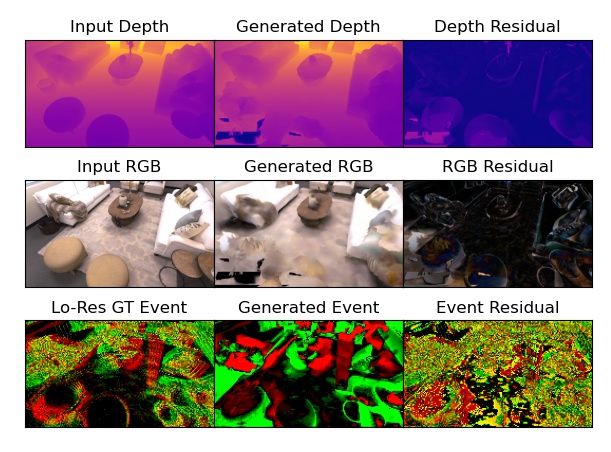 Input Depth
Generated Depth
Depth Residual
Input RGB
Generated RGB
RGB Residual
Lo-Res GT Event
Generated Event
Event Residual